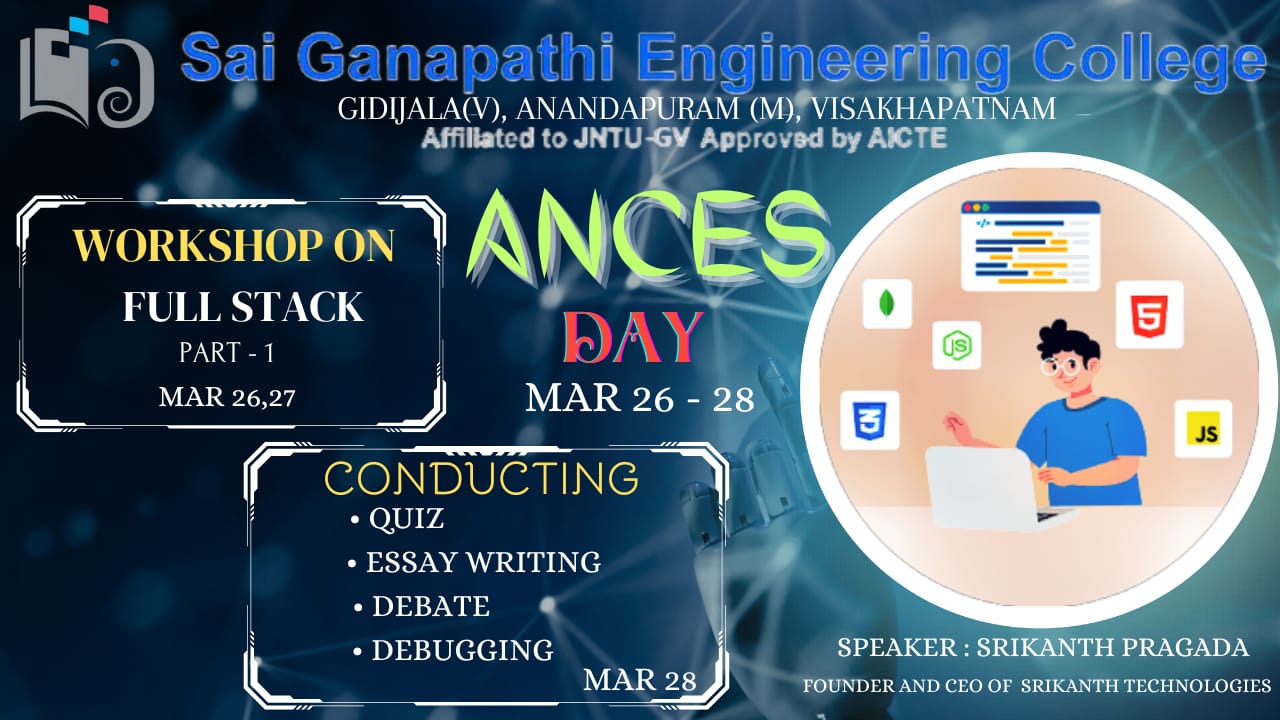 Sai Ganapathi Engineering College
GIDIJALA(V), ANANDAPURAM (M), VISAKHAPATNAM
Affiliated to JNTU-GV Approved by AICTE
WORKSHOP ON
FULL STACK
PART - 1
MAR 26,27
ANCES
DAY
MAR 26 - 28
CONDUCTING
• QUIZ
• ESSAY WRITING
• DEBATE
• DEBUGGING
MAR 28
</>
JS
5
3
JS
SPEAKER : SRIKANTH PRAGADA
FOUNDER AND CEO OF SRIKANTH TECHNOLOGIES